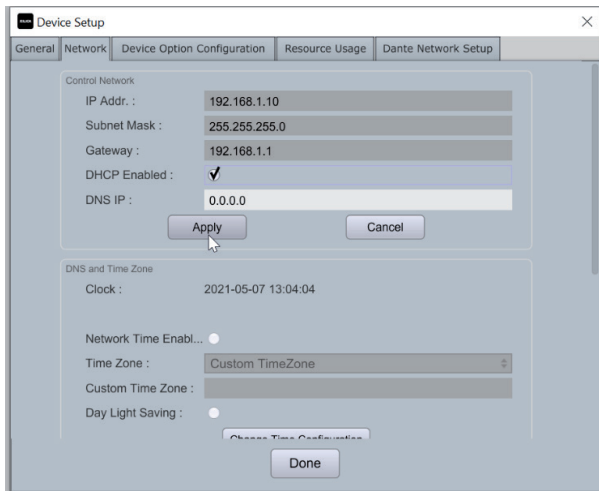 Device Setup
General Network Device Option Configuration Resource Usage Dante Network Setup
Control Network
IP Addr. : 192.168.1.10
Subnet Mask : 255.255.255.0
Gateway : 192.168.1.1
DHCP Enabled :
DNS IP : 0.0.0.0
Apply Cancel
DNS and Time Zone
Clock : 2021-05-07 13:04:04
Network Time Enabl...
Time Zone : Custom TimeZone
Custom Time Zone :
Day Light Saving :
Change Time Configuration
Done